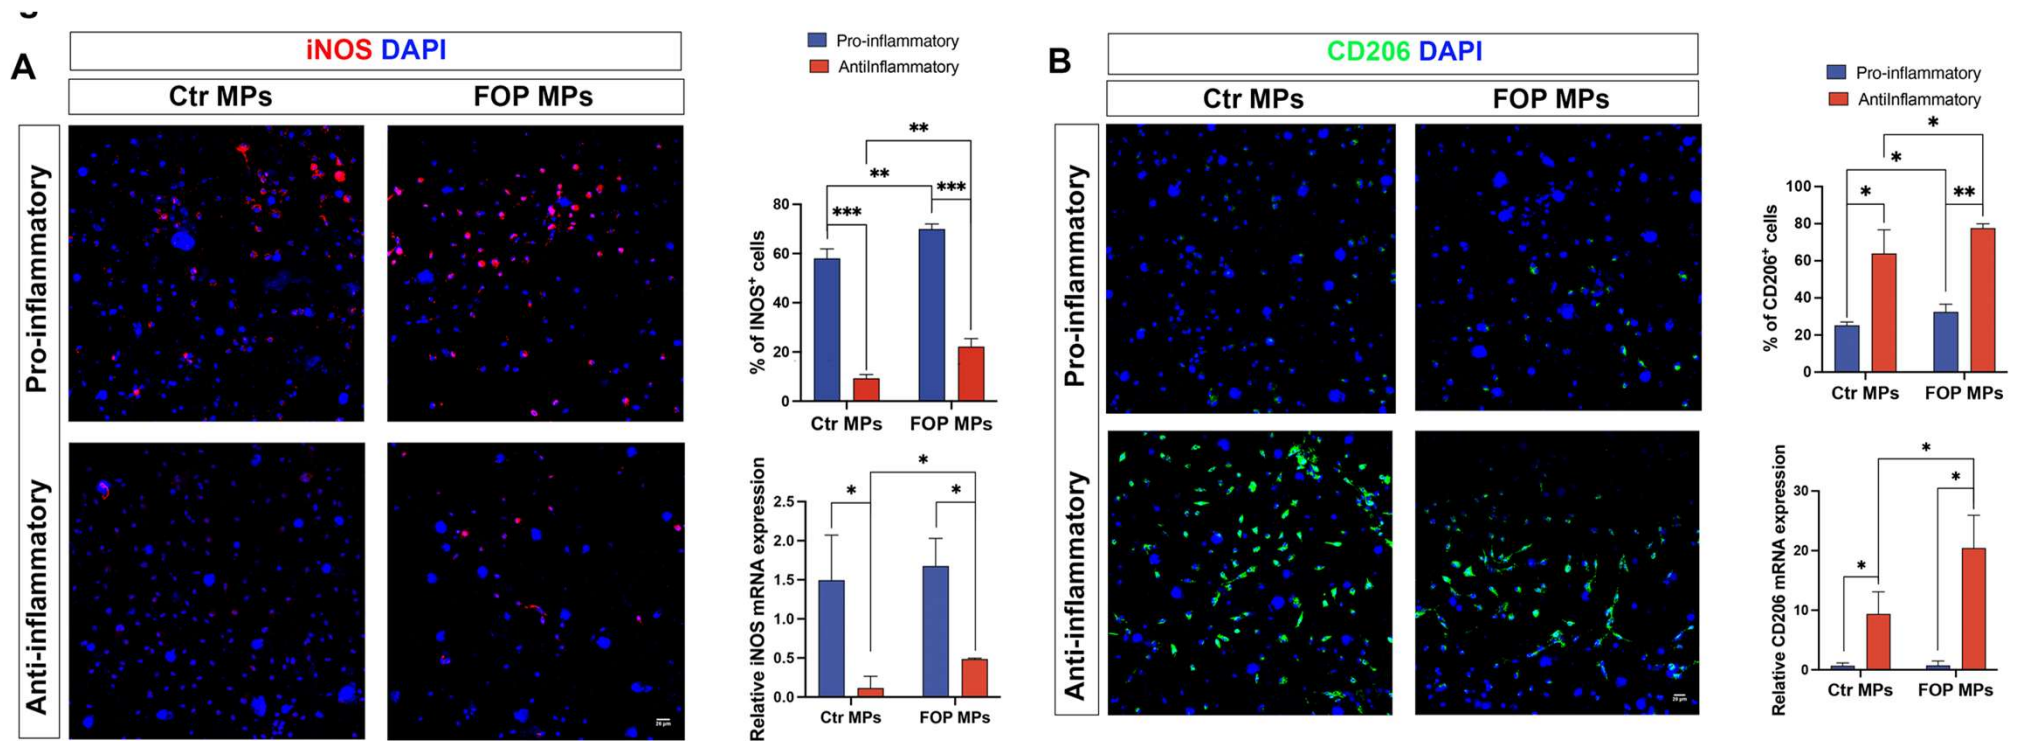 A
iNOS DAPI
Ctr MPs
FOP MPs
Pro-inflammatory
Anti-inflammatory
20 µm
Pro-inflammatory
AntiInflammatory
% of iNOS+ cells
80
60
40
20
0
***
**
***
**
Ctr MPs
FOP MPs
Relative iNOS mRNA expression
2.5
2.0
1.5
1.0
0.5
0.0
*
*
*
Ctr MPs
FOP MPs
B
CD206 DAPI
Ctr MPs
FOP MPs
Pro-inflammatory
Anti-inflammatory
20 µm
Pro-inflammatory
AntiInflammatory
% of CD206+ cells
100
80
60
40
20
0
*
*
**
*
Ctr MPs
FOP MPs
Relative CD206 mRNA expression
30
20
10
0
*
*
*
Ctr MPs
FOP MPs